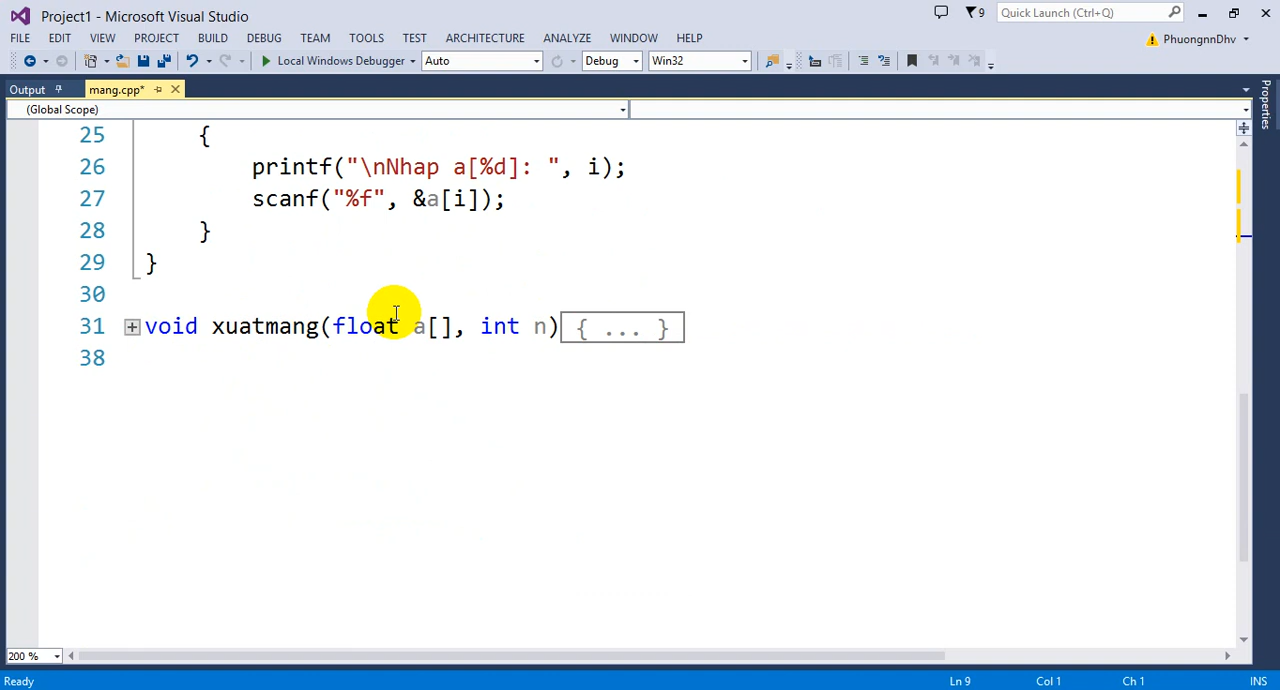 Project1 - Microsoft Visual Studio
9
Quick Launch (Ctrl+Q)
FILE EDIT VIEW PROJECT BUILD DEBUG TEAM TOOLS TEST ARCHITECTURE ANALYZE WINDOW HELP
PhuongnnDhv
Local Windows Debugger Auto Debug Win32
Output mang.cpp*
(Global Scope)
Properties
25 {
26 printf("\nNhap a[%d]: ", i);
27 scanf("%f", &a[i]);
28 }
29 }
30
31 void xuatmang(float a[], int n){ ... }
38
200 %
Ready Ln 9 Col 1 Ch 1 INS